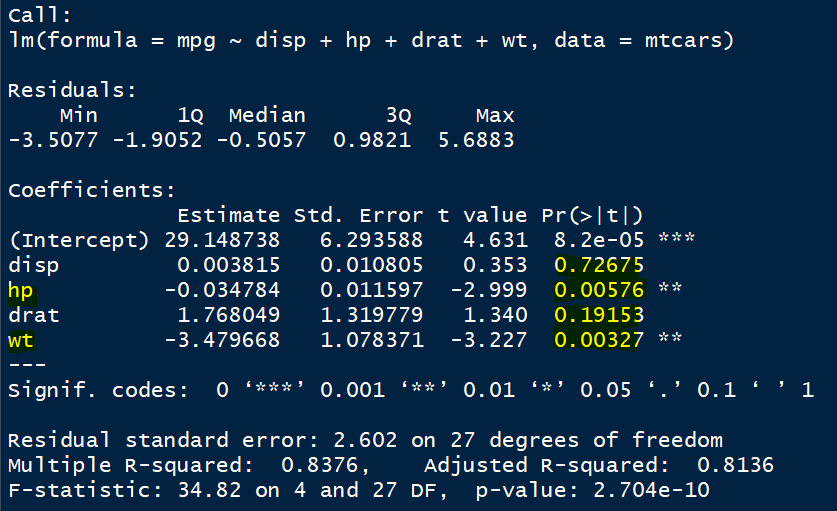 Call:
lm(formula = mpg ~ disp + hp + drat + wt, data = mtcars)
Residuals:
    Min      1Q  Median      3Q     Max
-3.5077 -1.9052 -0.5057  0.9821  5.6883
Coefficients:
             Estimate Std. Error t value Pr(>|t|)
(Intercept) 29.148738   6.293588   4.631  8.2e-05 ***
disp         0.003815   0.010805   0.353  0.72675
hp          -0.034784   0.011597  -2.999  0.00576 **
drat         1.768049   1.319779   1.340  0.19153
wt          -3.479668   1.078371  -3.227  0.00327 **
---
Signif. codes:  0 ‘***’ 0.001 ‘**’ 0.01 ‘*’ 0.05 ‘.’ 0.1 ‘ ’ 1
Residual standard error: 2.602 on 27 degrees of freedom
Multiple R-squared:  0.8376,    Adjusted R-squared:  0.8136
F-statistic: 34.82 on 4 and 27 DF,  p-value: 2.704e-10